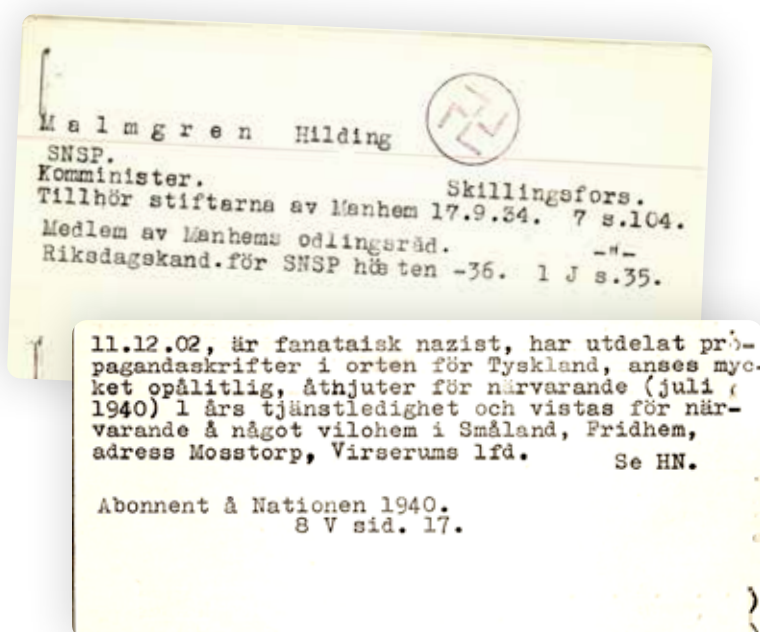 Malmgren Hilding
SNSP.
Komminister. Skillingsfors.
Tillhör stiftarna av Manhem 17.9.34. 7 s.104.
Medlem av Manhems odlingsråd. -"-
Riksdagskand.för SNSP hösten -36. 1 J s.35.
11.12.02, är fanataisk nazist, har utdelat pro-
pagandaskrifter i orten för Tyskland, anses myc-
ket opålitlig, åthjuter för närvarande (juli
1940) 1 års tjänstledighet och vistas för när-
varande å något vilohem i Småland, Fridhem,
adress Mosstorp, Virserums lfd. Se HN.
Abonnent å Nationen 1940.
8 V sid. 17.